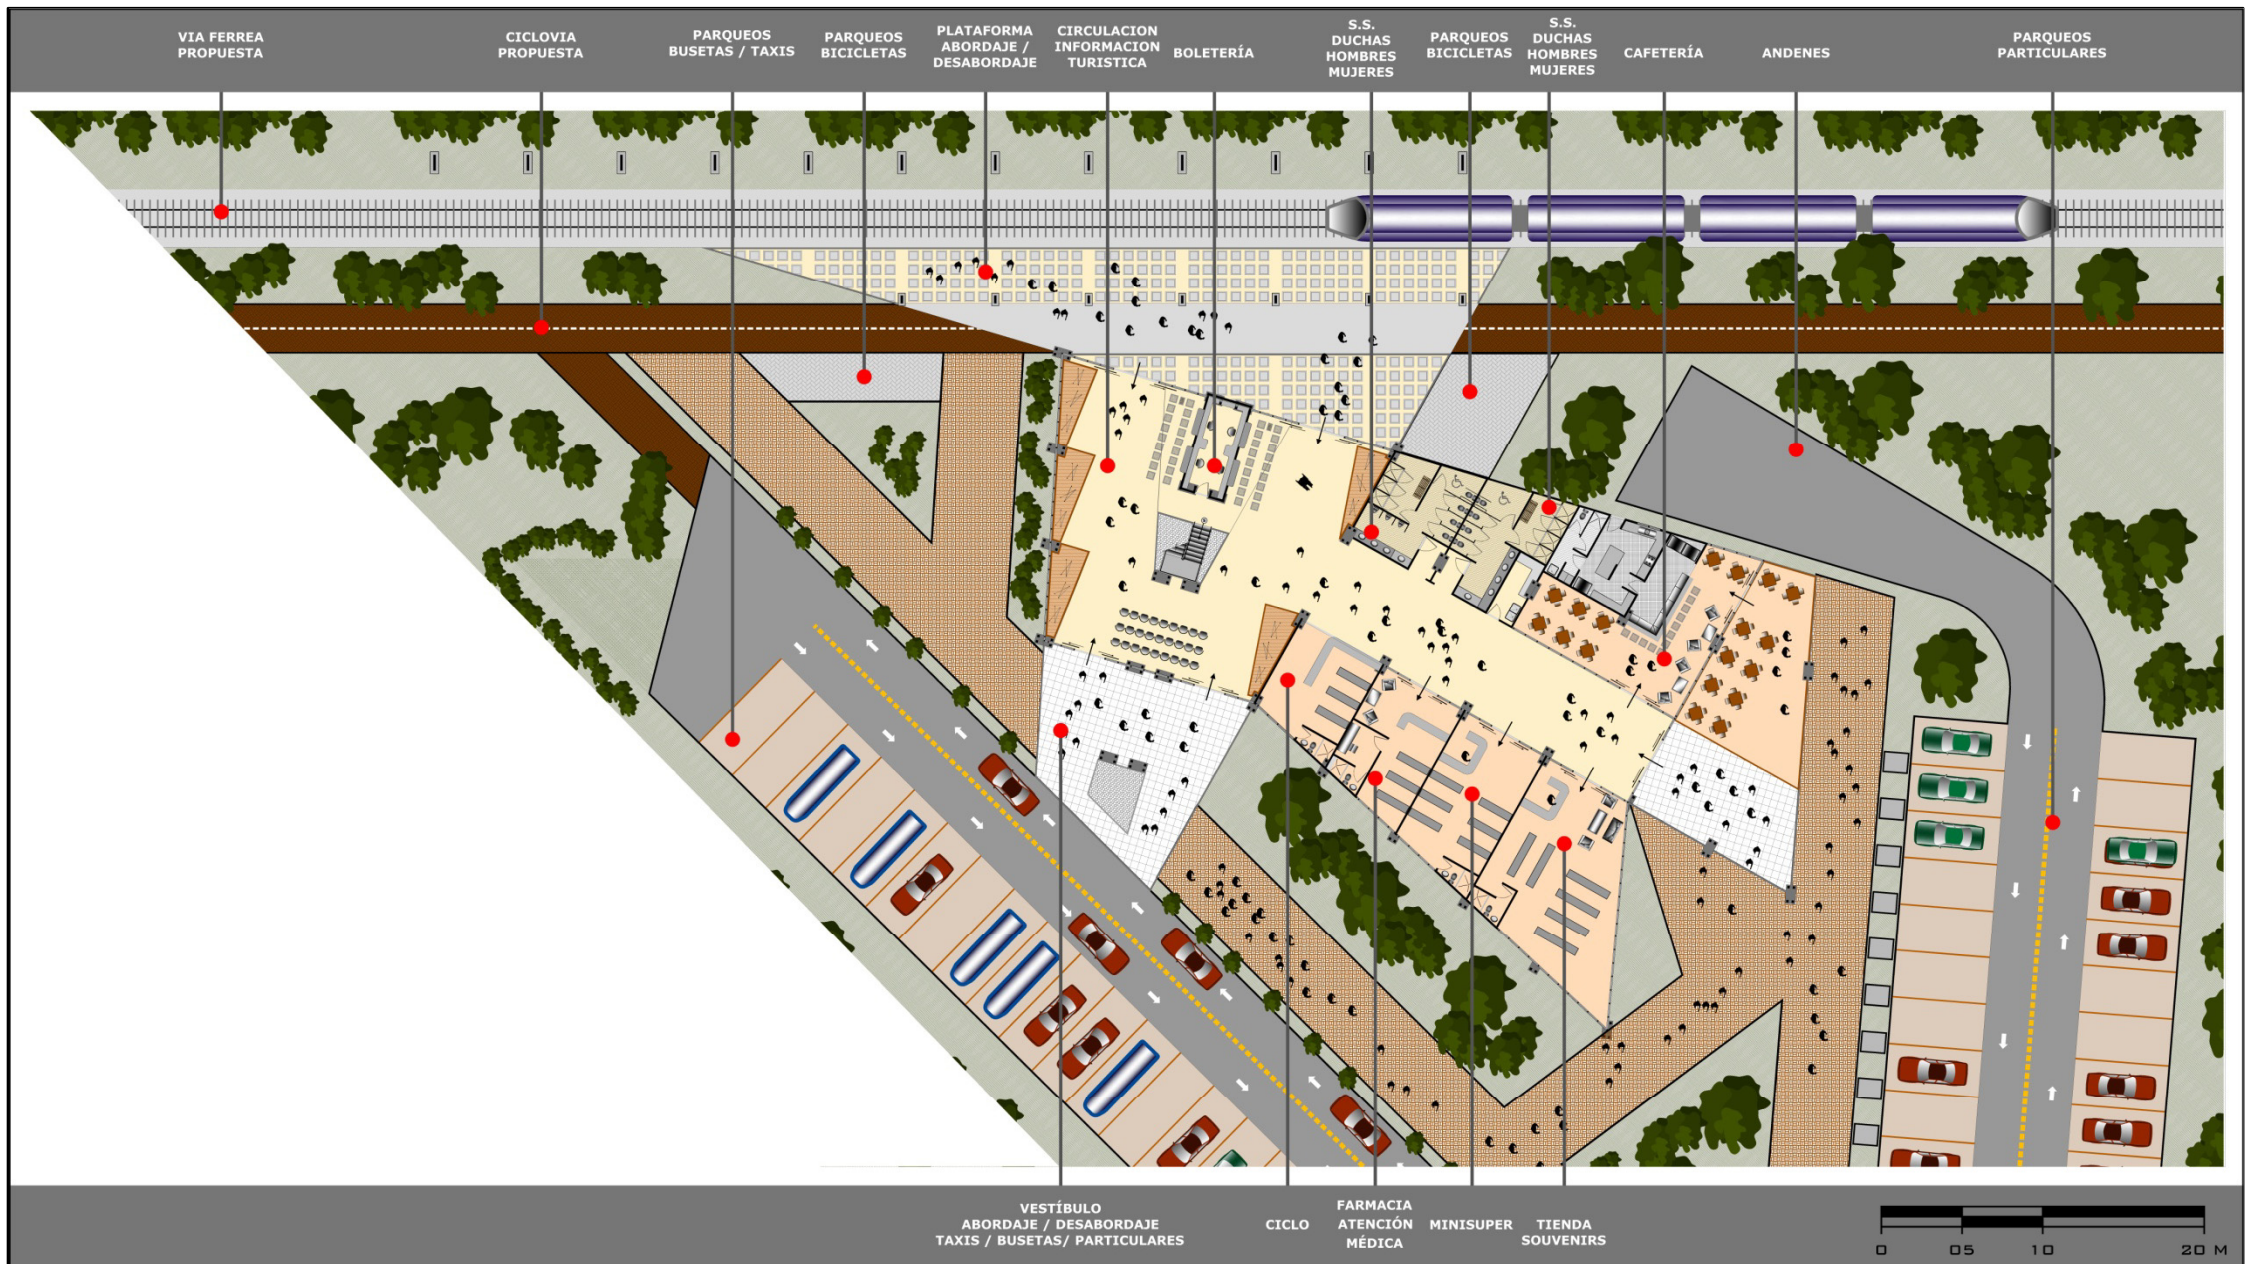 VIA FERREA
PROPUESTA
CICLOVIA
PROPUESTA
PARQUEOS
BUSETAS / TAXIS
PARQUEOS
BICICLETAS
PLATAFORMA
ABORDAJE /
DESABORDAJE
CIRCULACION
INFORMACION
TURISTICA
BOLETERÍA
S.S.
DUCHAS
HOMBRES
MUJERES
PARQUEOS
BICICLETAS
S.S.
DUCHAS
HOMBRES
MUJERES
CAFETERÍA
ANDENES
PARQUEOS
PARTICULARES
VESTÍBULO
ABORDAJE / DESABORDAJE
TAXIS / BUSETAS/ PARTICULARES
CICLO
FARMACIA
ATENCIÓN
MÉDICA
MINISUPER
TIENDA
SOUVENIRS
0 05 10 20 M